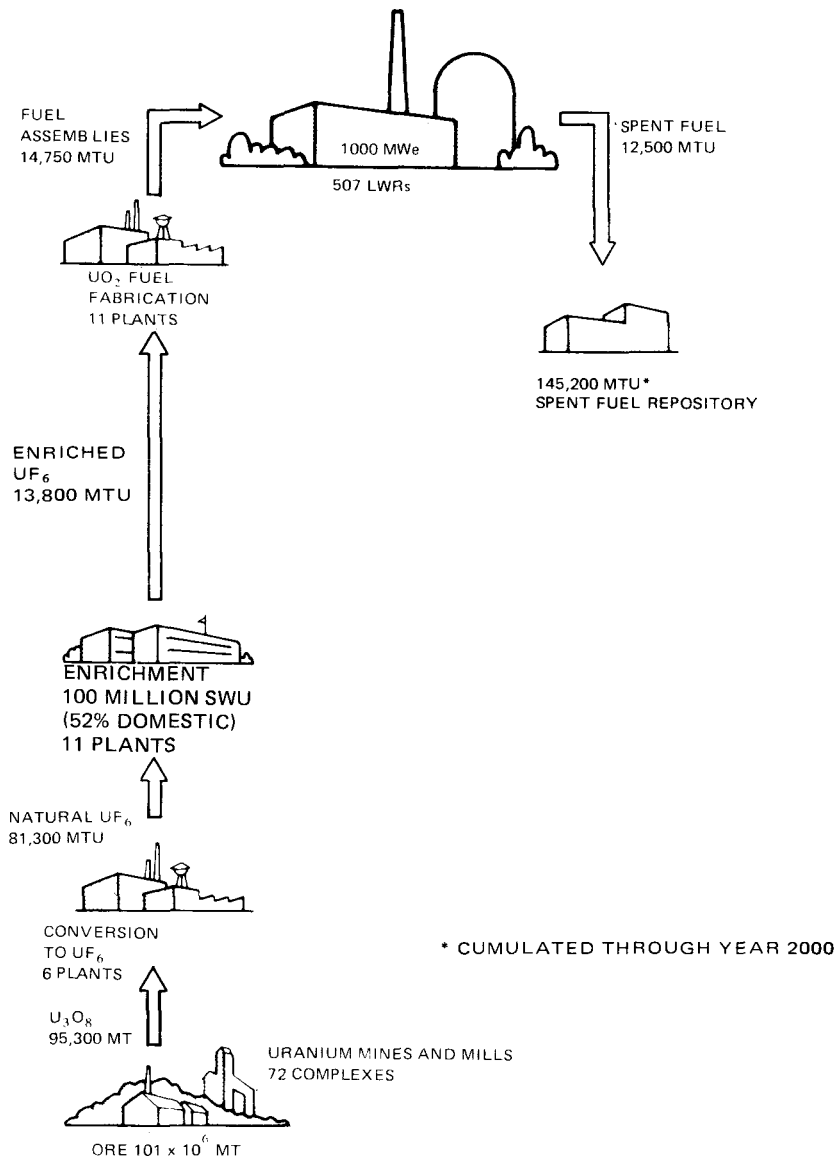 FUEL
ASSEMBLIES
14,750 MTU
1000 MWe
507 LWRs
SPENT FUEL
12,500 MTU
UO₂ FUEL
FABRICATION
11 PLANTS
145,200 MTU*
SPENT FUEL REPOSITORY
ENRICHED
UF₆
13,800 MTU
ENRICHMENT
100 MILLION SWU
(52% DOMESTIC)
11 PLANTS
NATURAL UF₆
81,300 MTU
CONVERSION
TO UF₆
6 PLANTS
* CUMULATED THROUGH YEAR 2000
U₃O₈
95,300 MT
URANIUM MINES AND MILLS
72 COMPLEXES
ORE 101 x 10⁶ MT